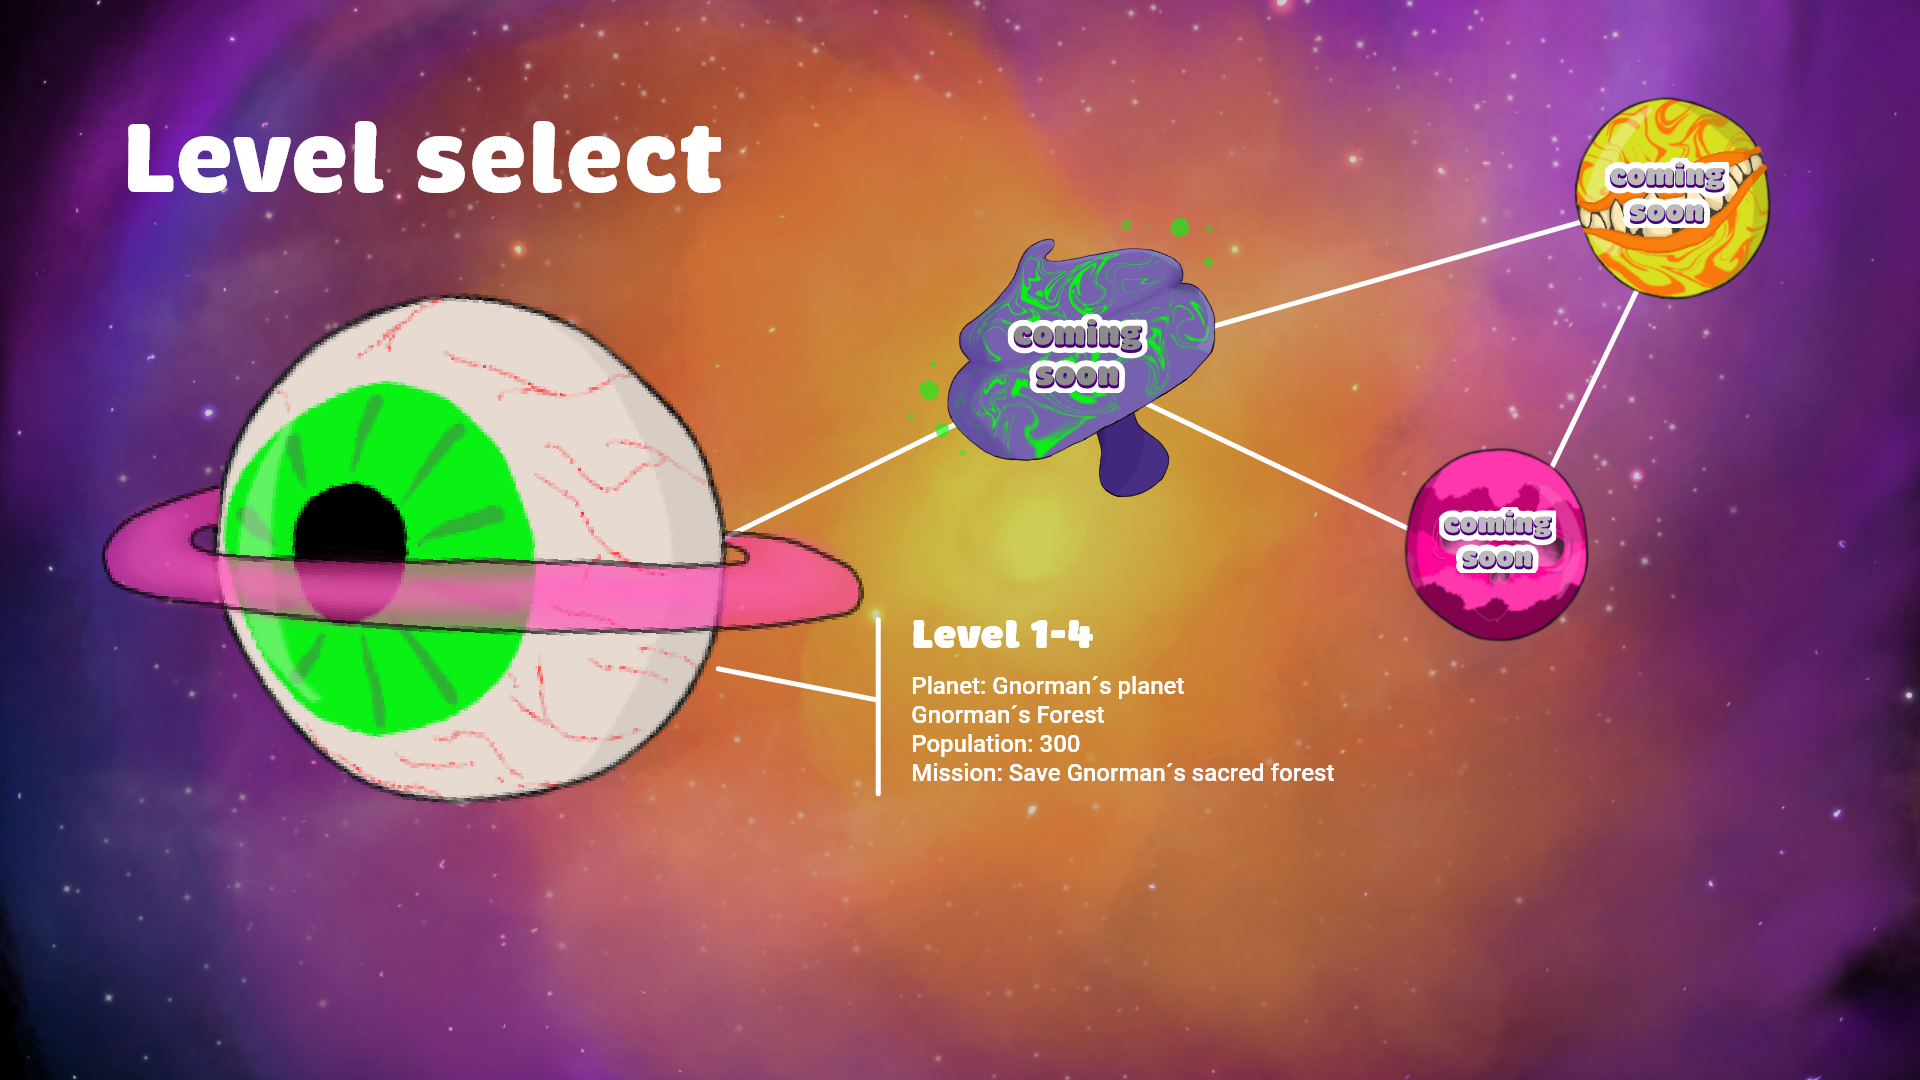 Level select
coming
soon
coming
soon
coming
soon
Level 1-4
Planet: Gnorman´s planet
Gnorman´s Forest
Population: 300
Mission: Save Gnorman´s sacred forest